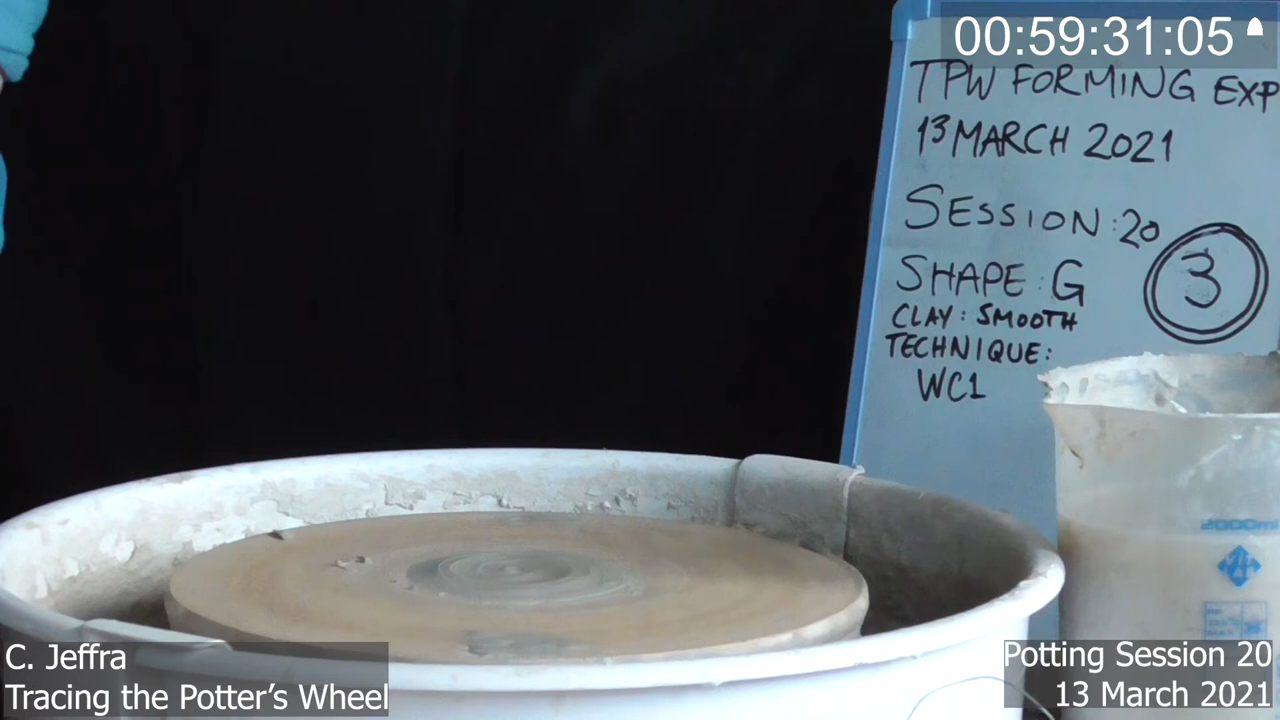 00:59:31:05
TPW FORMING EXP
13 MARCH 2021
SESSION: 20
SHAPE: G
3
CLAY: SMOOTH
TECHNIQUE:
WC1
2000ml
C. Jeffra
Tracing the Potter's Wheel
Potting Session 20
13 March 2021